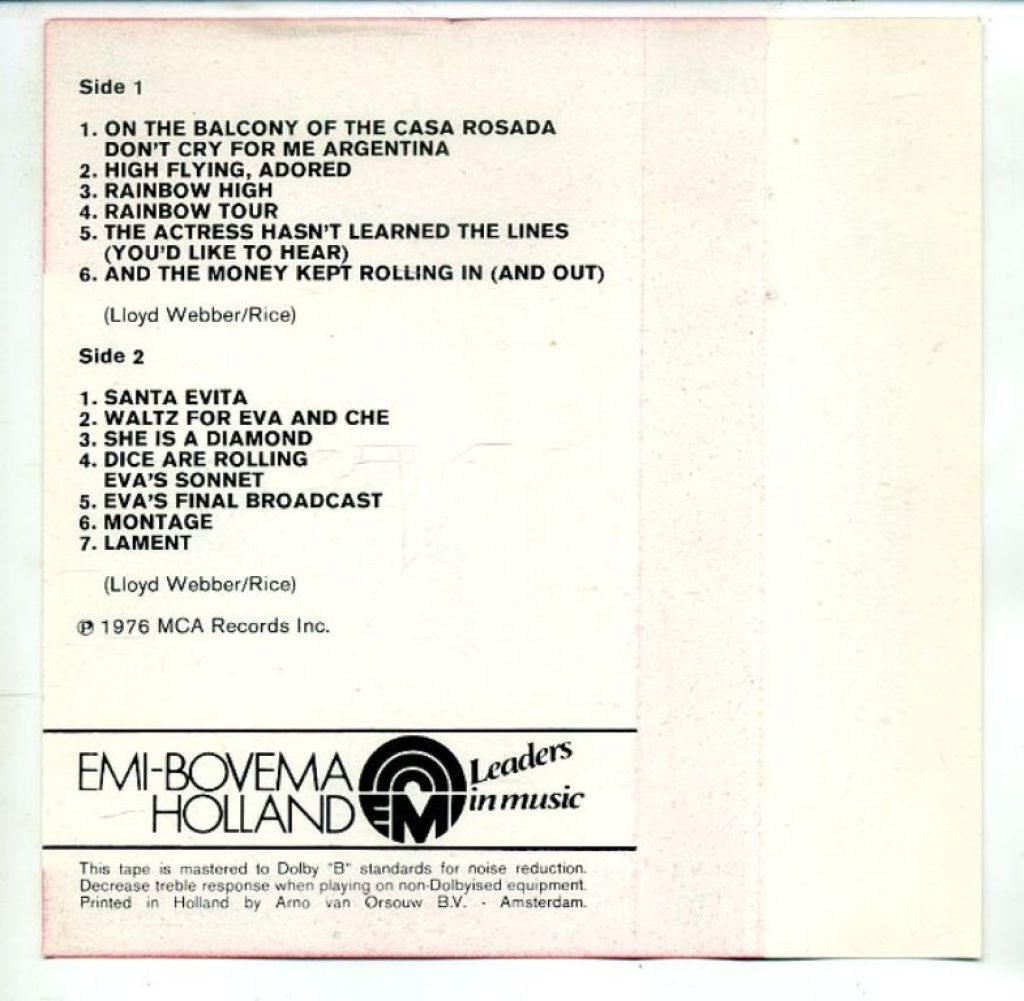 Side 1
1. ON THE BALCONY OF THE CASA ROSADA
DON'T CRY FOR ME ARGENTINA
2. HIGH FLYING, ADORED
3. RAINBOW HIGH
4. RAINBOW TOUR
5. THE ACTRESS HASN'T LEARNED THE LINES
(YOU'D LIKE TO HEAR)
6. AND THE MONEY KEPT ROLLING IN (AND OUT)
(Lloyd Webber/Rice)
Side 2
1. SANTA EVITA
2. WALTZ FOR EVA AND CHE
3. SHE IS A DIAMOND
4. DICE ARE ROLLING
EVA'S SONNET
5. EVA'S FINAL BROADCAST
6. MONTAGE
7. LAMENT
(Lloyd Webber/Rice)
℗ 1976 MCA Records Inc.
EMI-BOVEMA
HOLLAND
EMI
Leaders
in music
This tape is mastered to Dolby "B" standards for noise reduction.
Decrease treble response when playing on non-Dolbyised equipment.
Printed in Holland by Arno van Orsouw B.V. - Amsterdam.